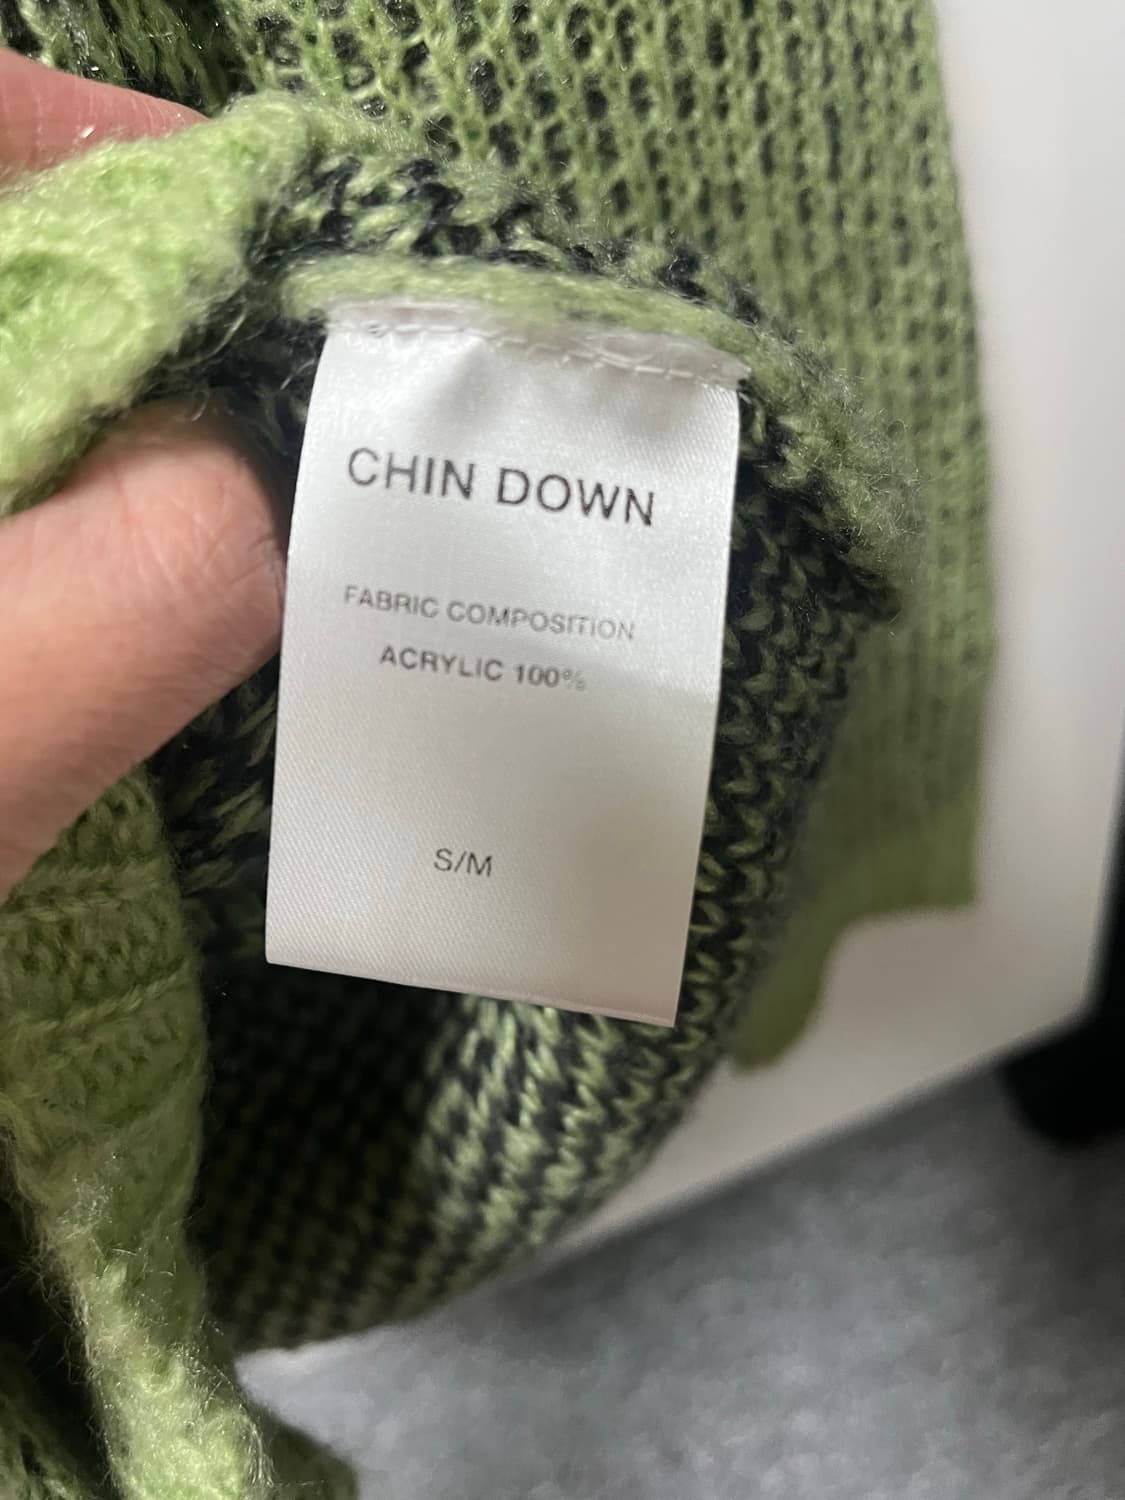 CHIN DOWN
FABRIC COMPOSITION
ACRYLIC 100%
S/M